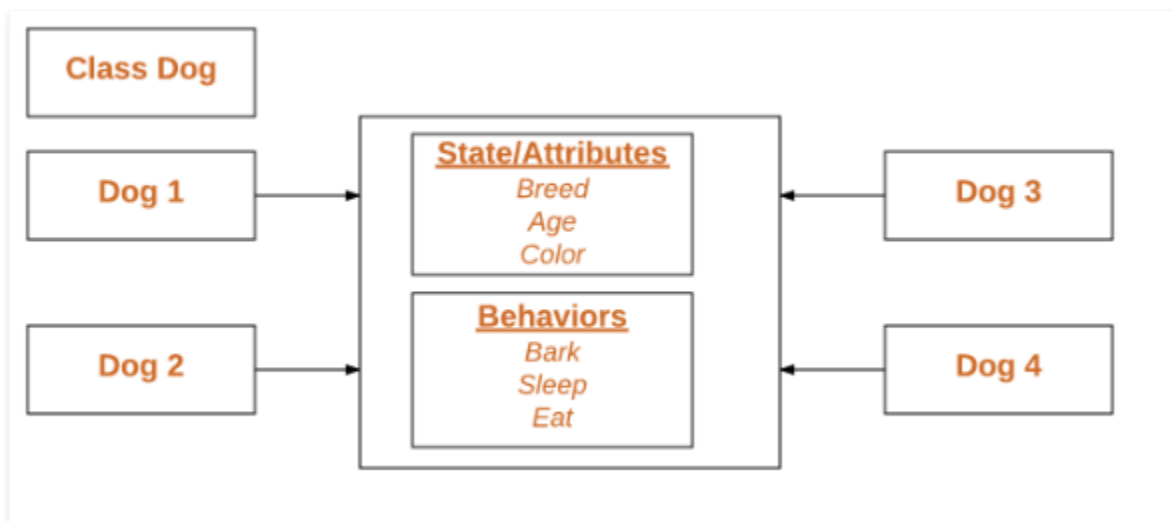 Class Dog
Dog 1
Dog 2
State/Attributes
Breed
Age
Color
Behaviors
Bark
Sleep
Eat
Dog 3
Dog 4